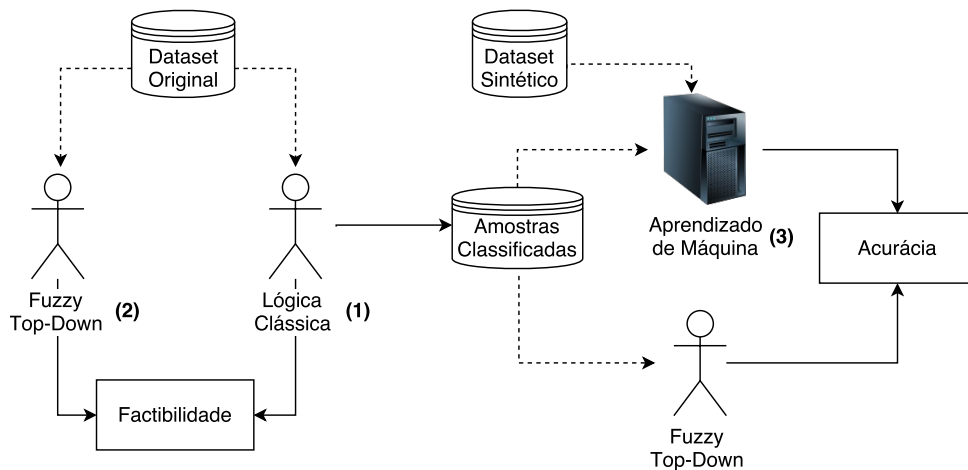 Dataset
Original
Dataset
Sintético
Fuzzy
Top-Down
(2)
Lógica
Clássica
(1)
Amostras
Classificadas
Aprendizado
de Máquina
(3)
Acurácia
Factibilidade
Fuzzy
Top-Down